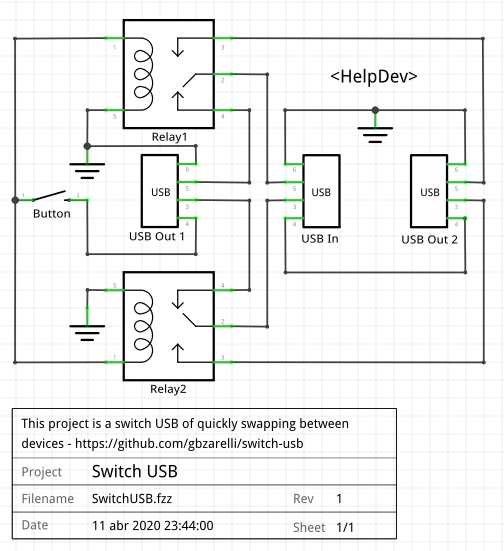 1
3
2
<HelpDev>
5
4
Relay1
6
6
6
USB
5
USB
5
USB
5
1
2
3
3
3
Button
4
4
4
USB Out 1
USB In
USB Out 2
5
4
2
1
3
Relay2
This project is a switch USB of quickly swapping between
devices - https://github.com/gbzarelli/switch-usb
Project Switch USB
Filename SwitchUSB.fzz Rev 1
Date 11 abr 2020 23:44:00 Sheet 1/1